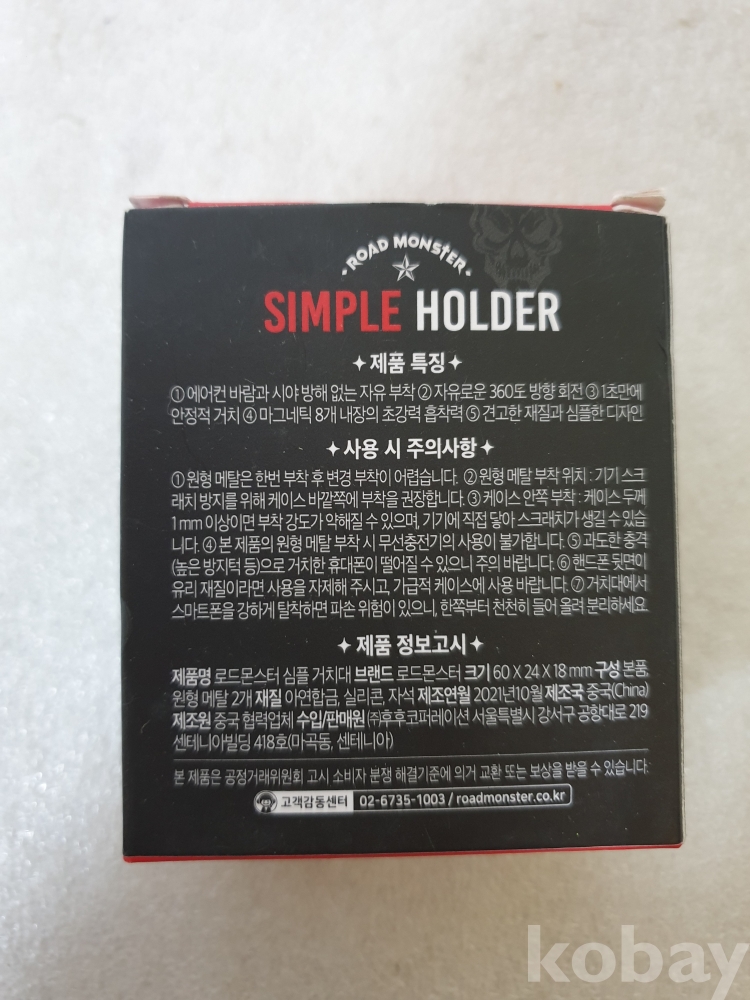 ROAD MONSTER
SIMPLE HOLDER
제품 특징
① 에어컨 바람과 시야 방해 없는 자유 부착 ② 자유로운 360도 방향 회전 ③ 1초만에
안정적 거치 ④ 마그네틱 8개 내장의 초강력 흡착력 ⑤ 견고한 재질과 심플한 디자인
사용 시 주의사항
① 원형 메탈은 한번 부착 후 변경 부착이 어렵습니다. ② 원형 메탈 부착 위치 : 기기 스크
래치 방지를 위해 케이스 바깥쪽에 부착을 권장합니다. ③ 케이스 안쪽 부착 : 케이스 두께
1mm 이상이면 부착 강도가 약해질 수 있으며, 기기에 직접 닿아 스크래치가 생길 수 있습
니다. ④ 본 제품의 원형 메탈 부착 시 무선충전기의 사용이 불가합니다. ⑤ 과도한 충격
(높은 방지턱 등)으로 거치한 휴대폰이 떨어질 수 있으니 주의 바랍니다. ⑥ 핸드폰 뒷면이
유리 재질이라면 사용을 자제해 주시고, 가급적 케이스에 사용 바랍니다. ⑦ 거치대에서
스마트폰을 강하게 탈착하면 파손 위험이 있으니, 한쪽부터 천천히 들어 올려 분리하세요.
제품 정보고시
제품명 로드몬스터 심플 거치대 브랜드 로드몬스터 크기 60 X 24 X 18 mm 구성 본품,
원형 메탈 2개 재질 아연합금, 실리콘, 자석 제조연월 2021년10월 제조국 중국(China)
제조원 중국 협력업체 수입/판매원 ㈜후후코퍼레이션 서울특별시 강서구 공항대로 219
센테니아빌딩 418호(마곡동, 센테니아)
본 제품은 공정거래위원회 고시 소비자 분쟁 해결기준에 의거 교환 또는 보상을 받을 수 있습니다.
고객감동센터 02-6735-1003 / roadmonster.co.kr
kobay